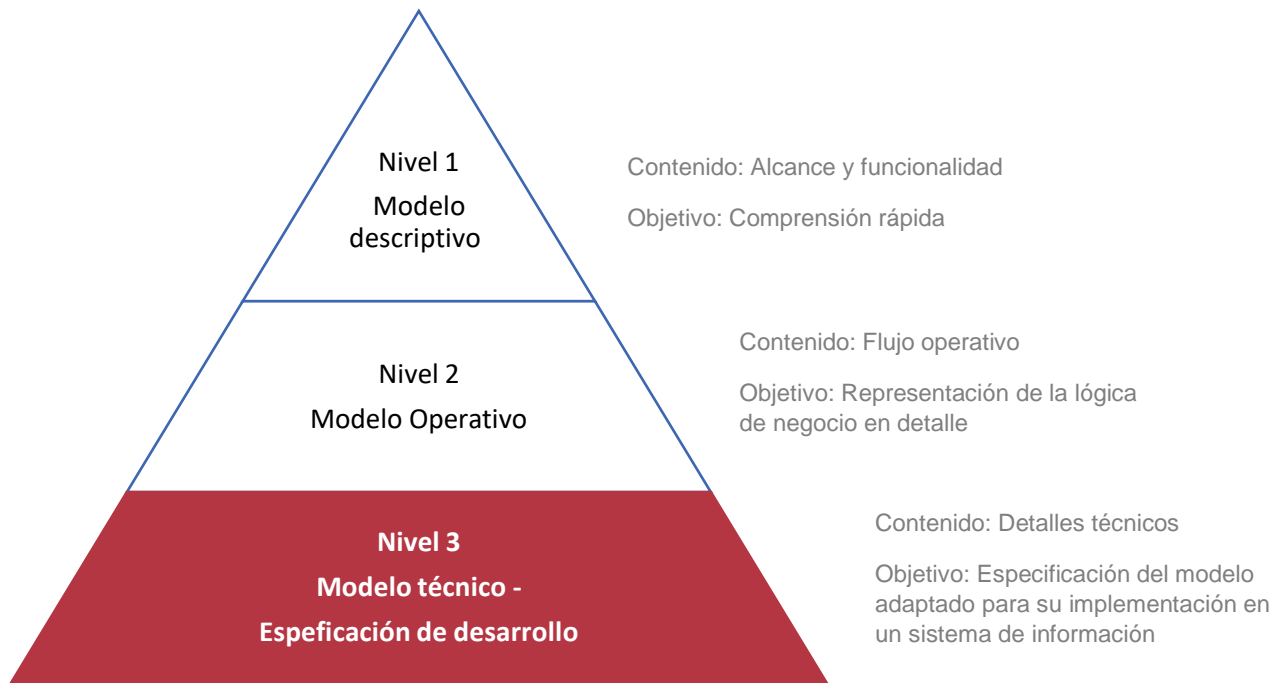 Nivel 1
Modelo
descriptivo
Contenido: Alcance y funcionalidad
Objetivo: Comprensión rápida
Nivel 2
Modelo Operativo
Contenido: Flujo operativo
Objetivo: Representación de la lógica
de negocio en detalle
Nivel 3
Modelo técnico -
Espeficación de desarrollo
Contenido: Detalles técnicos
Objetivo: Especificación del modelo
adaptado para su implementación en
un sistema de información